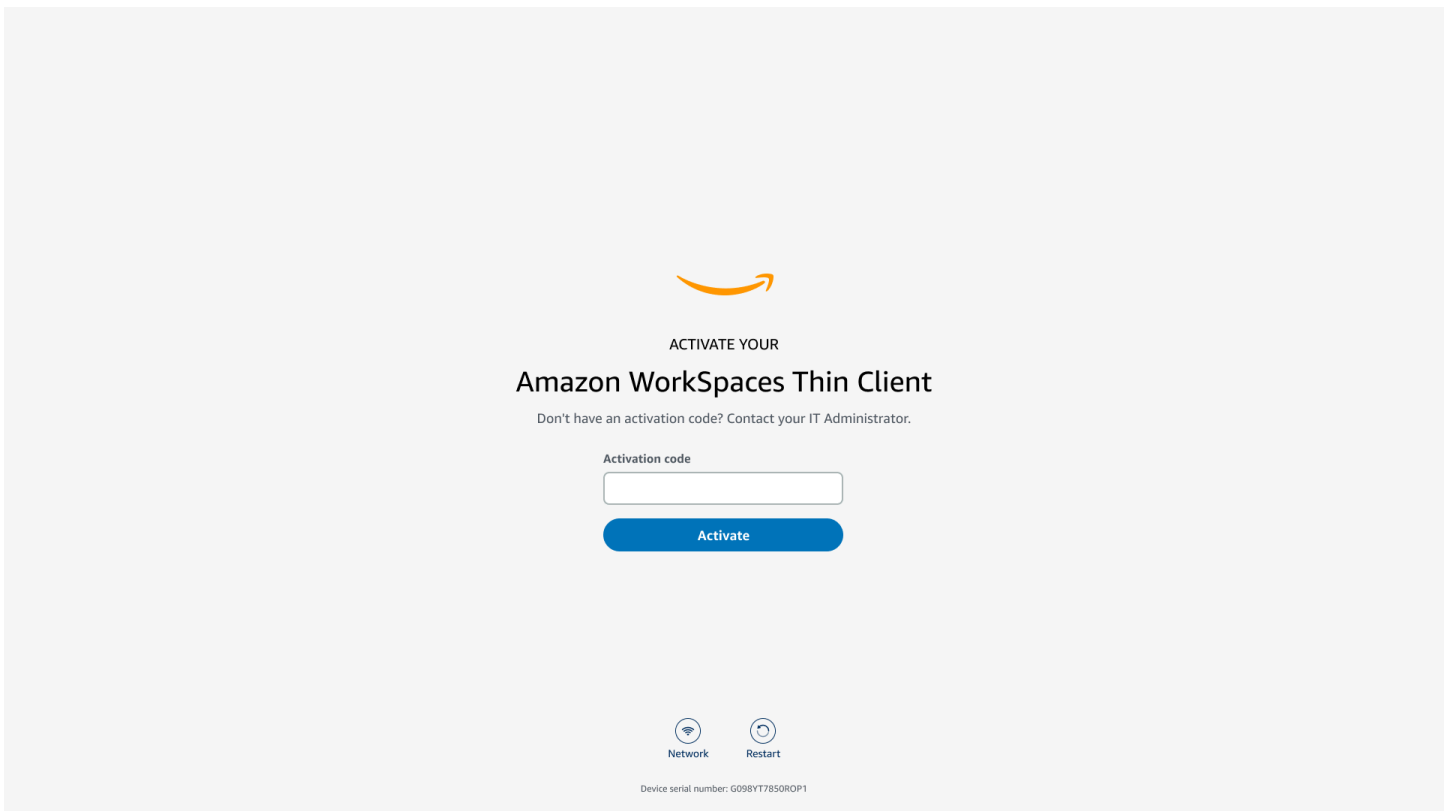 ACTIVATE YOUR
Amazon WorkSpaces Thin Client
Don't have an activation code? Contact your IT Administrator.
Activation code
Activate
Network
Restart
Device serial number: G098YT7850ROP1